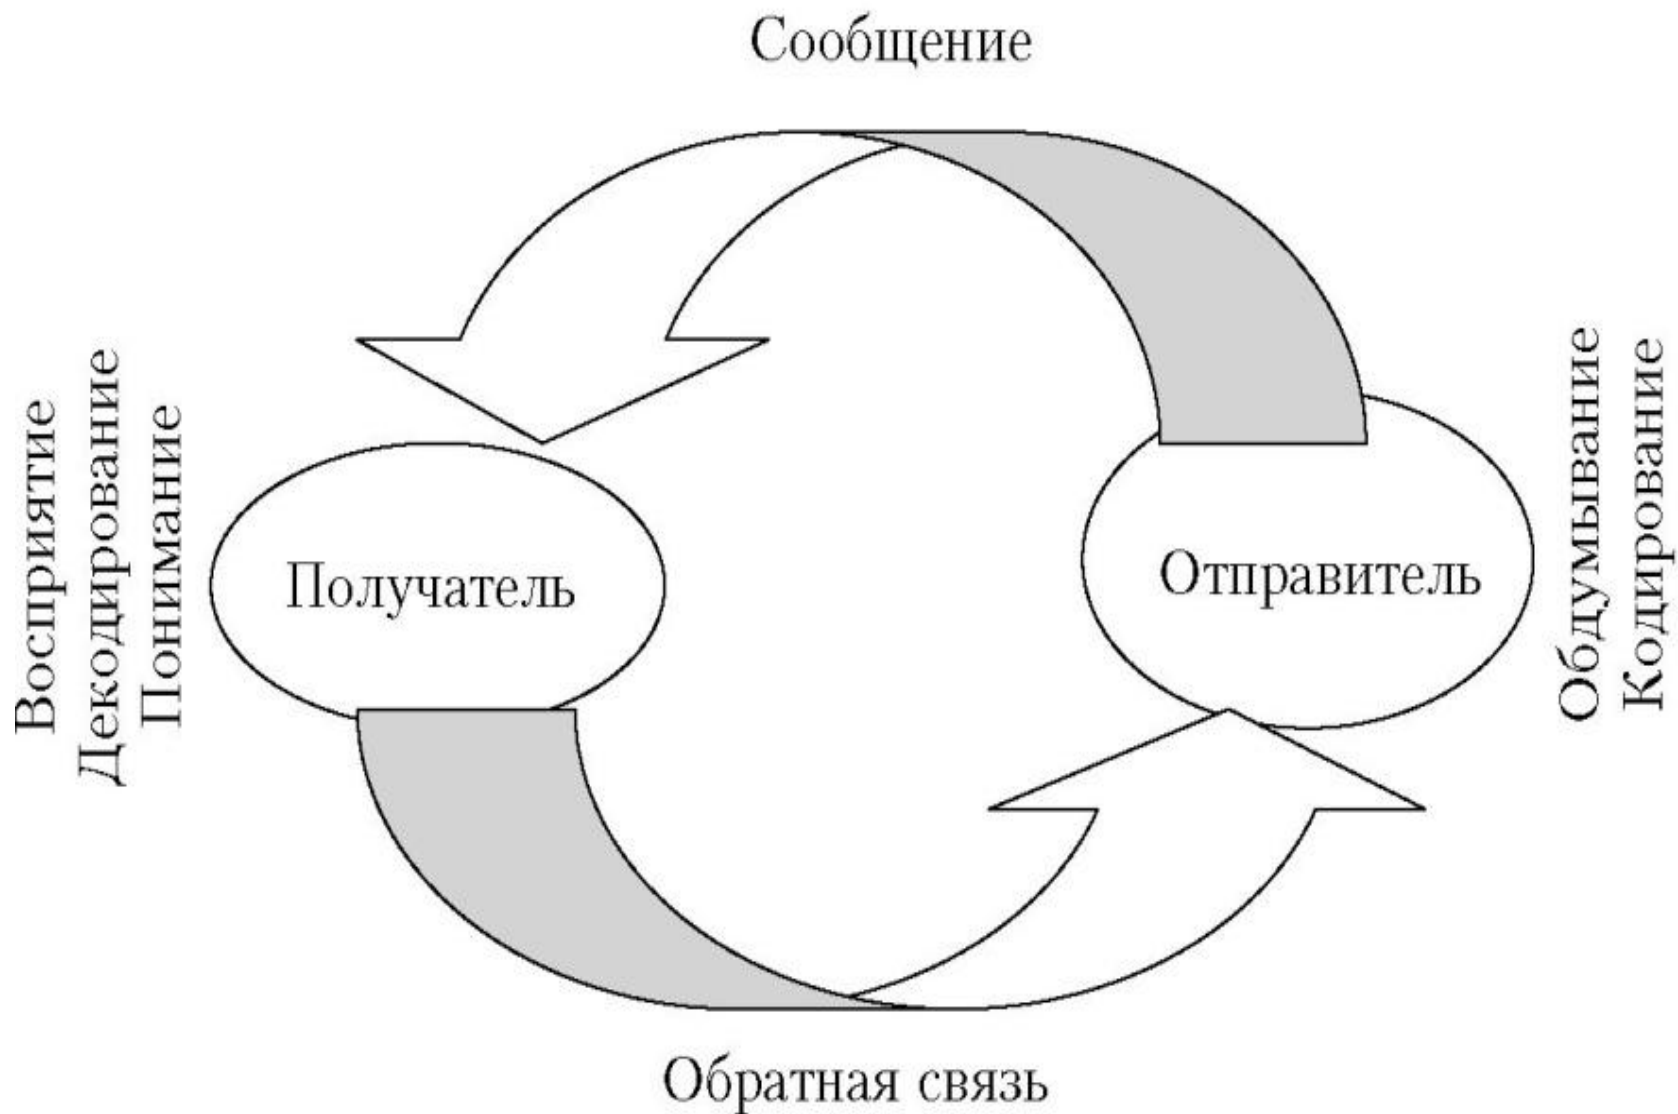 Сообщение
Восприятие
Декодирование
Понимание
Получатель
Отправитель
Обдумывание
Кодирование
Обратная связь